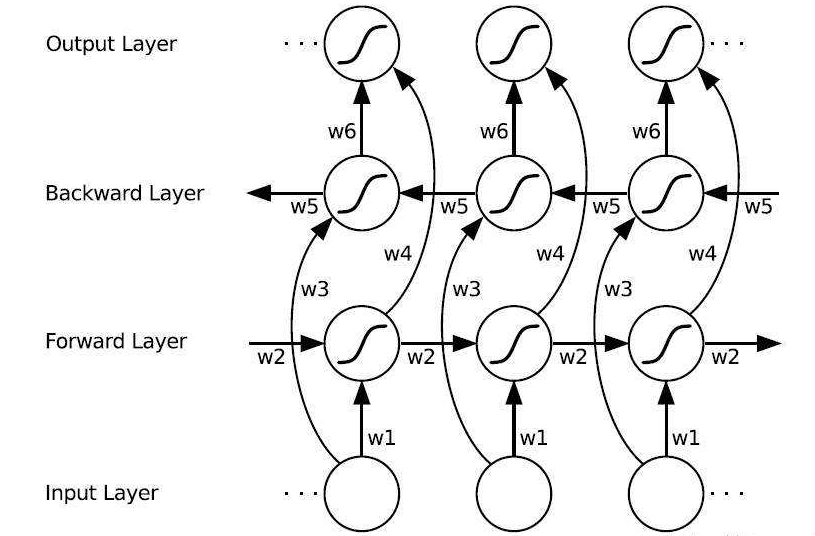 Output Layer
· · ·
· · ·
w6 w6 w6
Backward Layer
w5 w5 w5 w5
w4 w4 w4
w3 w3 w3
Forward Layer
w2 w2 w2 w2
w1 w1 w1
Input Layer
· · ·
· · ·